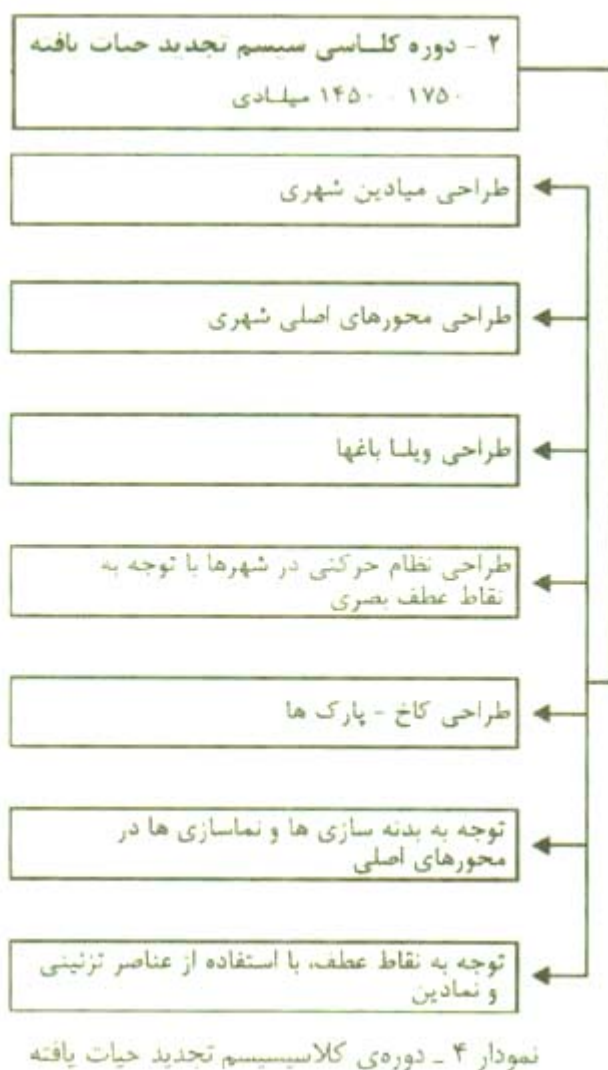 ۲ - دوره کلاسی سیسم تجدید حیات یافته
۱۴۵۰ - ۱۷۵۰ میلادی
طراحی میادین شهری
طراحی محورهای اصلی شهری
طراحی ویلا باغها
طراحی نظام حرکتی در شهرها با توجه به
نقاط عطف بصری
طراحی کاخ - پارک ها
توجه به بدنه سازی ها و نماسازی ها در
محورهای اصلی
توجه به نقاط عطف، با استفاده از عناصر تزئینی
و نمادین
نمودار ۴ ـ دوره‌ی کلاسیسیسم تجدید حیات یافته